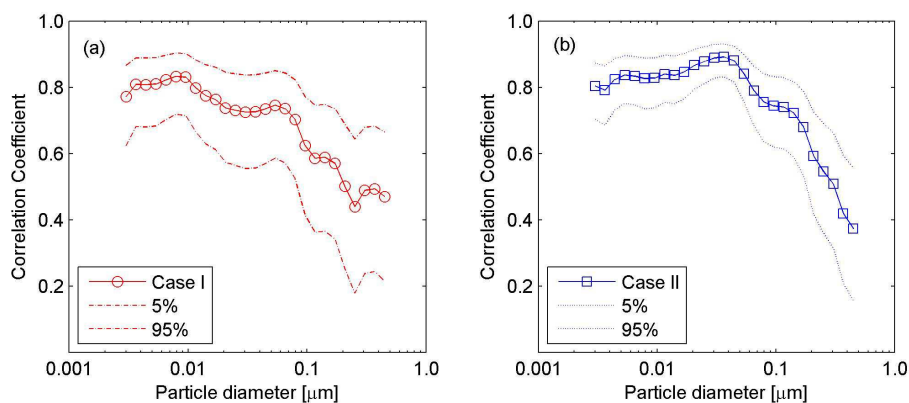 (a)
Correlation Coefficient
1.0
0.8
0.6
0.4
0.2
Case I
5%
95%
0.001
0.01
0.1
1.0
Particle diameter [μm]
(b)
Correlation Coefficient
1.0
0.8
0.6
0.4
0.2
Case II
5%
95%
0.001
0.01
0.1
1.0
Particle diameter [μm]